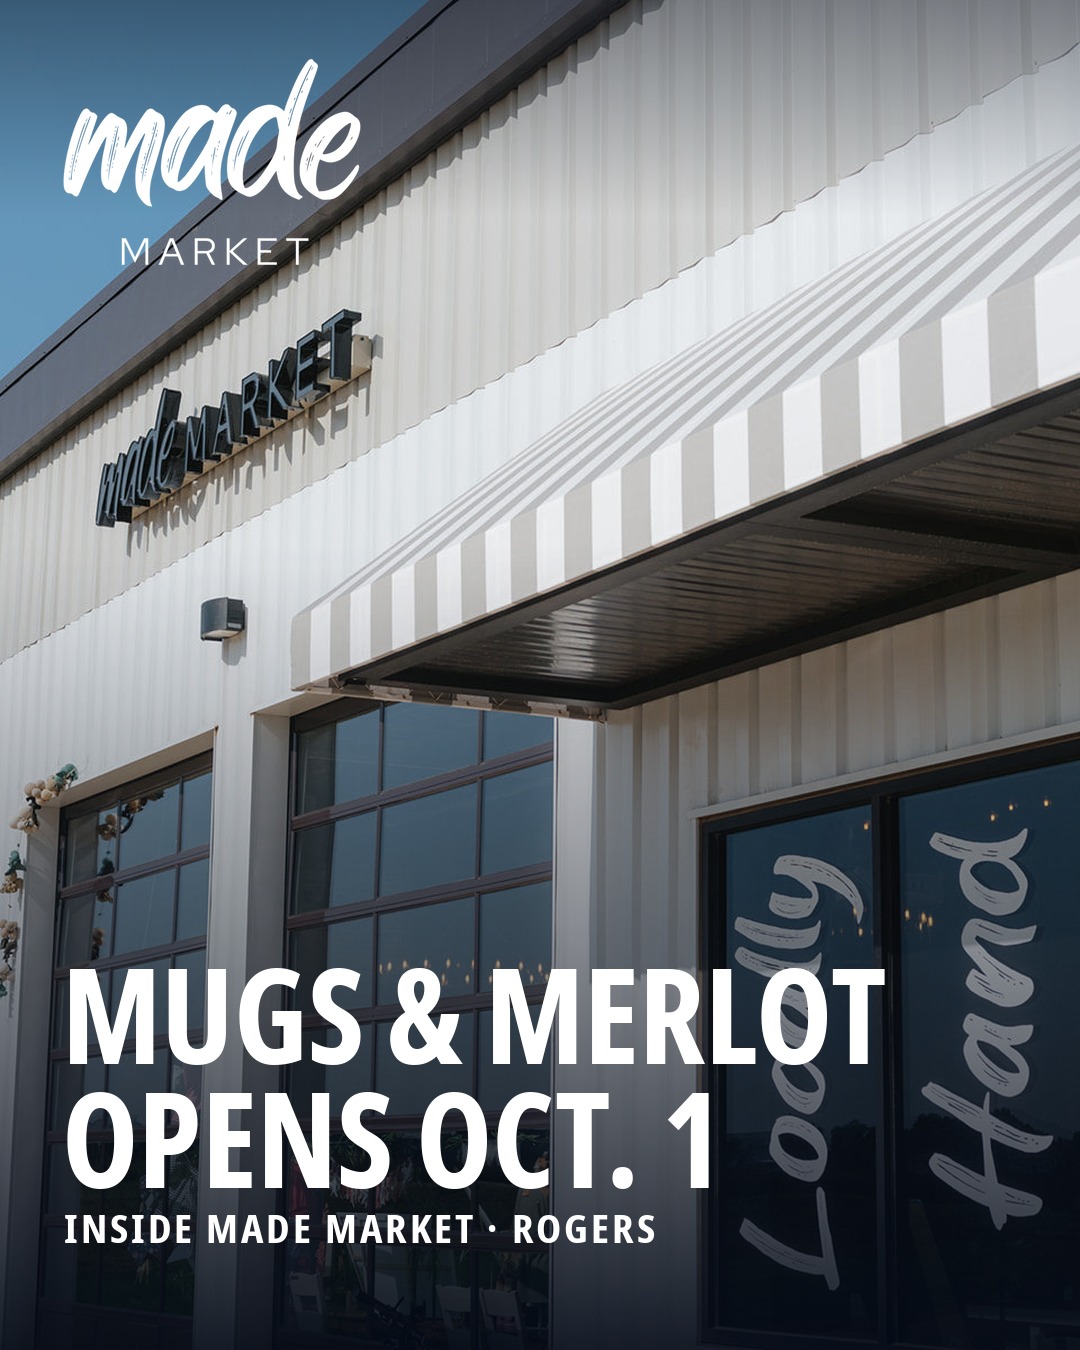 made
MARKET
made MARKET
Locally
Hand
MUGS & MERLOT
OPENS OCT. 1
INSIDE MADE MARKET · ROGERS